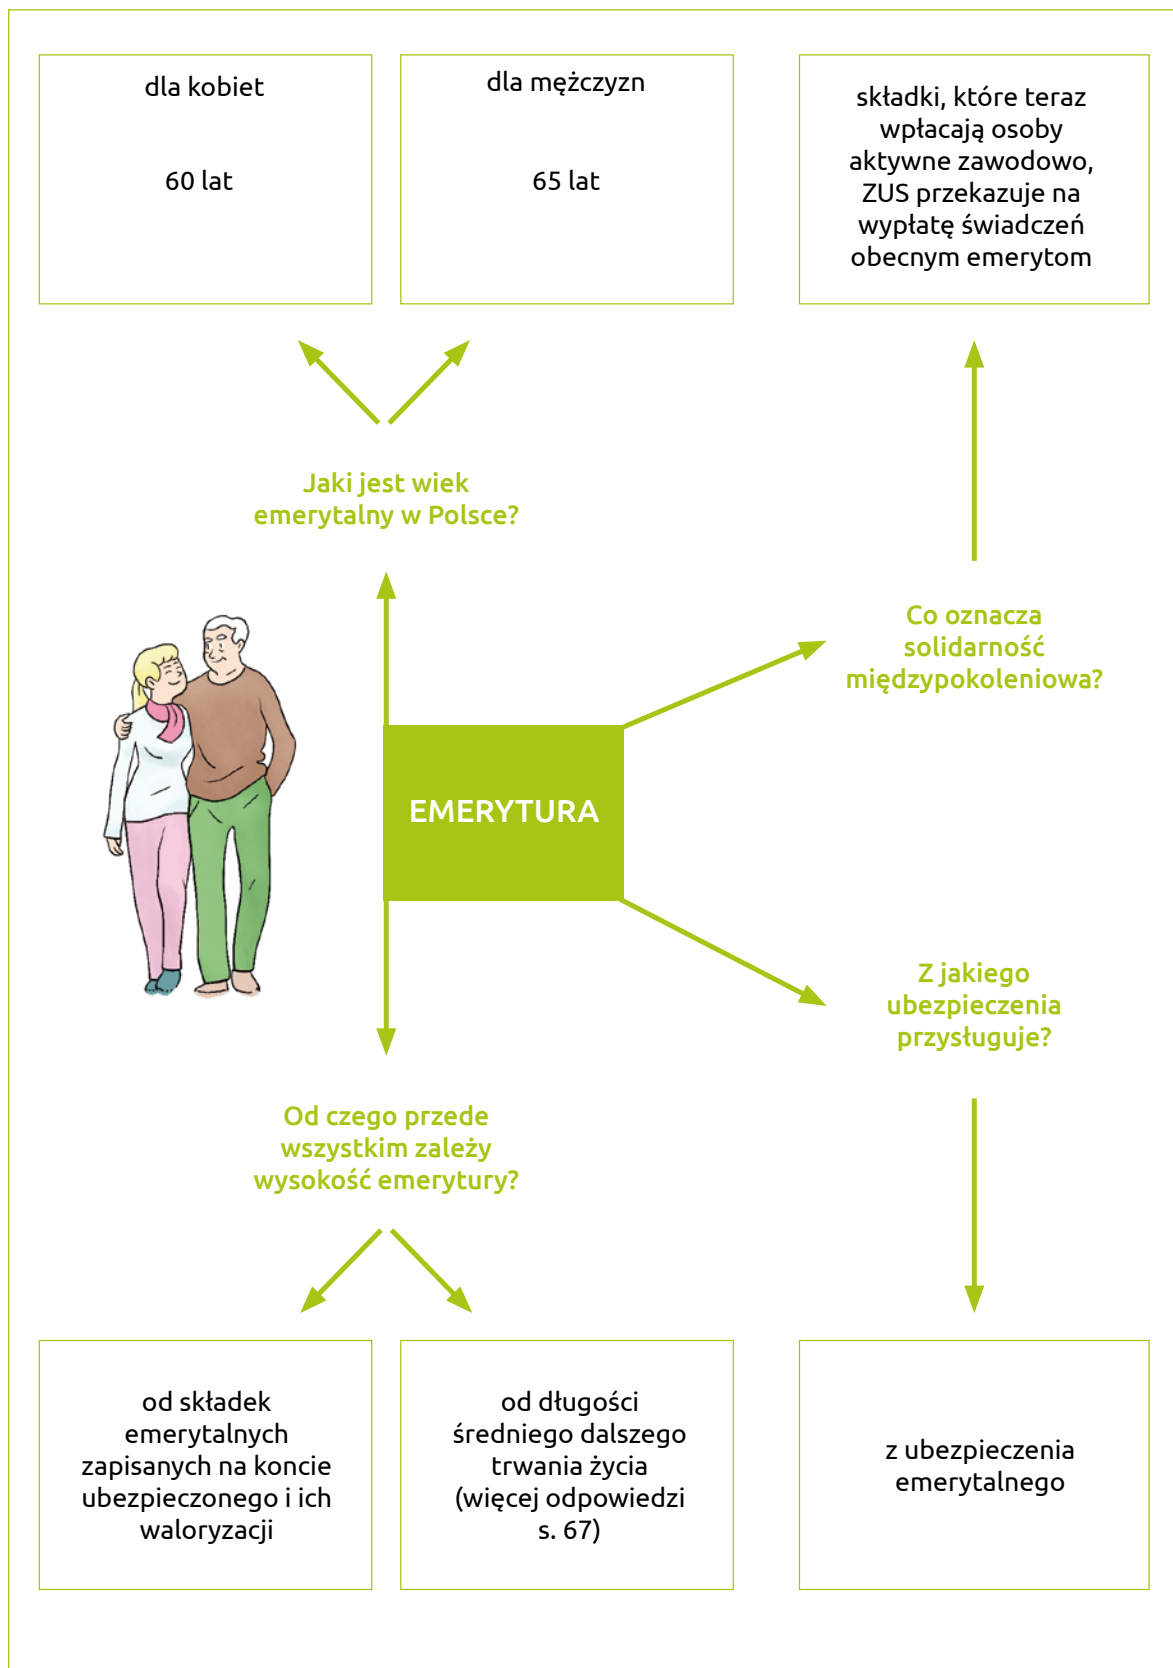 dla kobiet
60 lat
dla mężczyzn
65 lat
składki, które teraz
wpłacają osoby
aktywne zawodowo,
ZUS przekazuje na
wypłatę świadczeń
obecnym emerytom
Jaki jest wiek
emerytalny w Polsce?
Co oznacza
solidarność
międzypokoleniowa?
EMERYTURA
Z jakiego
ubezpieczenia
przysługuje?
Od czego przede
wszystkim zależy
wysokość emerytury?
od składek
emerytalnych
zapisanych na koncie
ubezpieczonego i ich
waloryzacji
od długości
średniego dalszego
trwania życia
(więcej odpowiedzi
s. 67)
z ubezpieczenia
emerytalnego